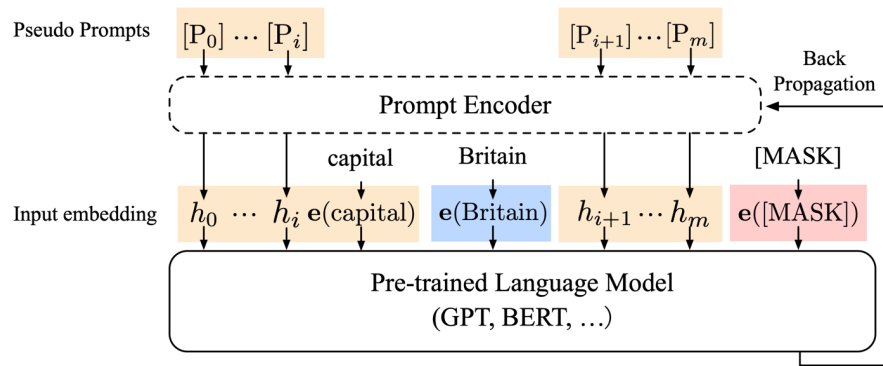 Pseudo Prompts [P₀] ⋯ [Pᵢ] [Pᵢ₊₁] ⋯ [Pₘ]
Back
Propagation
Prompt Encoder
capital Britain [MASK]
Input embedding h₀ ⋯ hᵢ e(capital) e(Britain) hᵢ₊₁ ⋯ hₘ e([MASK])
Pre-trained Language Model
(GPT, BERT, …)